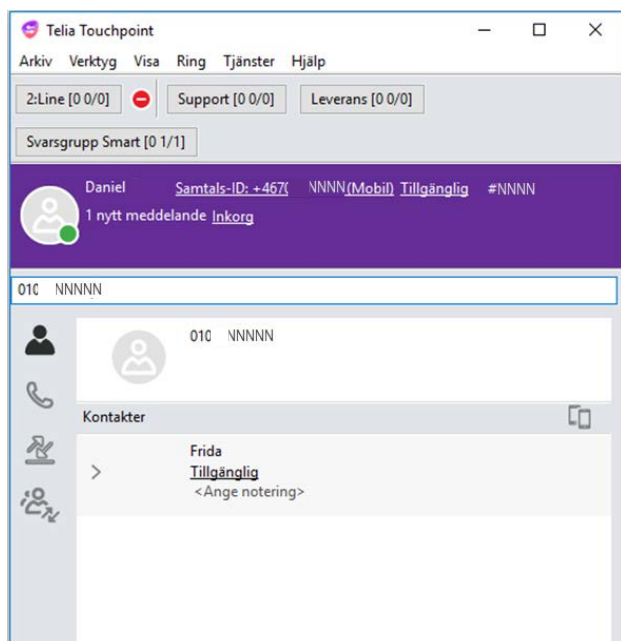 Telia Touchpoint
Arkiv Verktyg Visa Ring Tjänster Hjälp
2:Line [0 0/0] Support [0 0/0] Leverans [0 0/0]
Svarsgrupp Smart [0 1/1]
Daniel Samtals-ID: +467( NNNN (Mobil) Tillgänglig #NNNN
1 nytt meddelande Inkorg
010 NNNNN
010 NNNNN
Kontakter
Frida
Tillgänglig
<Ange notering>